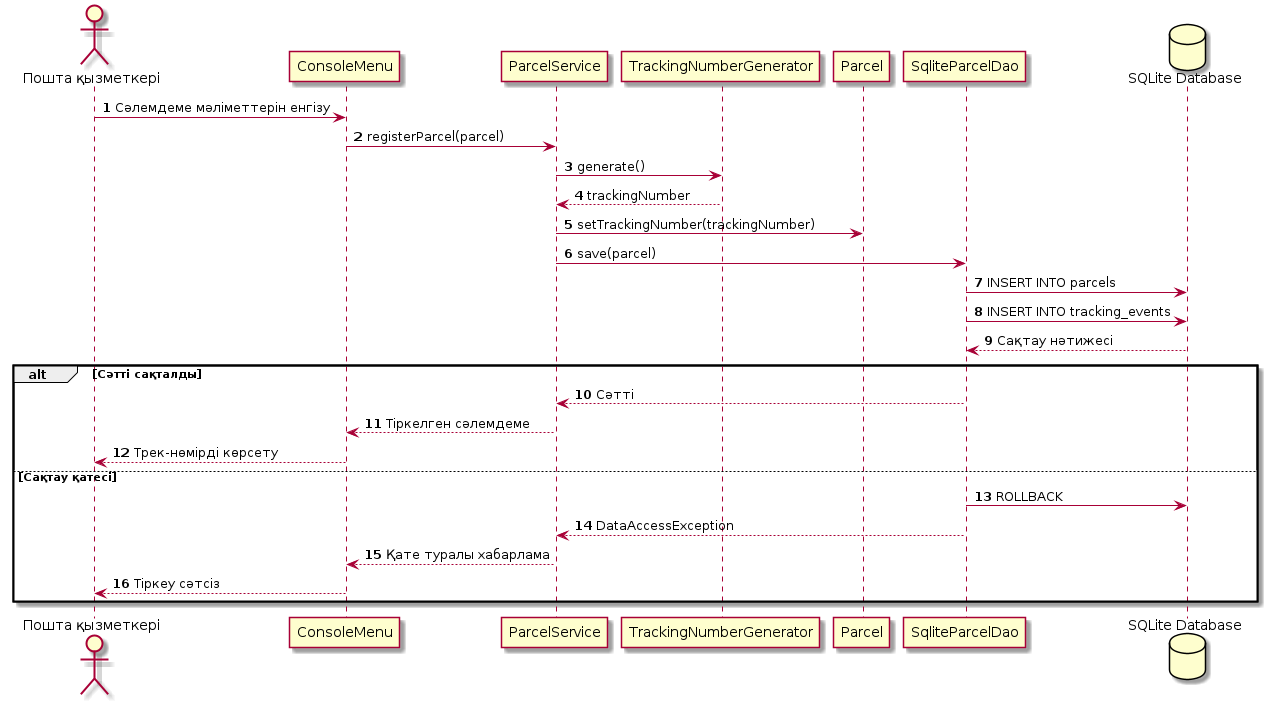 Пошта қызметкері
ConsoleMenu
ParcelService
TrackingNumberGenerator
Parcel
SqliteParcelDao
SQLite Database
1 Сәлемдеме мәліметтерін енгізу
2 registerParcel(parcel)
3 generate()
4 trackingNumber
5 setTrackingNumber(trackingNumber)
6 save(parcel)
7 INSERT INTO parcels
8 INSERT INTO tracking_events
9 Сақтау нәтижесі
alt [Сәтті сақталды]
10 Сәтті
11 Тіркелген сәлемдеме
12 Трек-нөмірді көрсету
[Сақтау қатесі]
13 ROLLBACK
14 DataAccessException
15 Қате туралы хабарлама
16 Тіркеу сәтсіз
Пошта қызметкері
ConsoleMenu
ParcelService
TrackingNumberGenerator
Parcel
SqliteParcelDao
SQLite Database